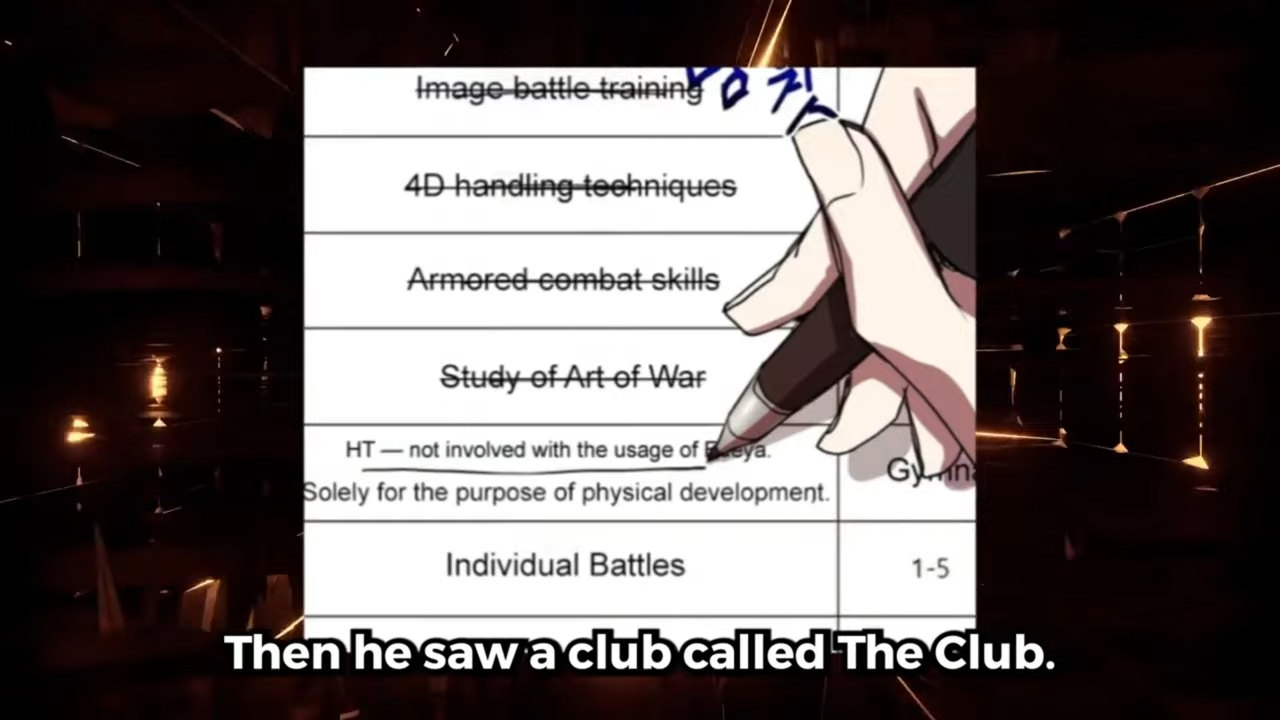 Image battle training
4D handling techniques
Armored combat skills
Study of Art of War
HT — not involved with the usage of
Solely for the purpose of physical development.
Individual Battles
1-5
Then he saw a club called The Club.